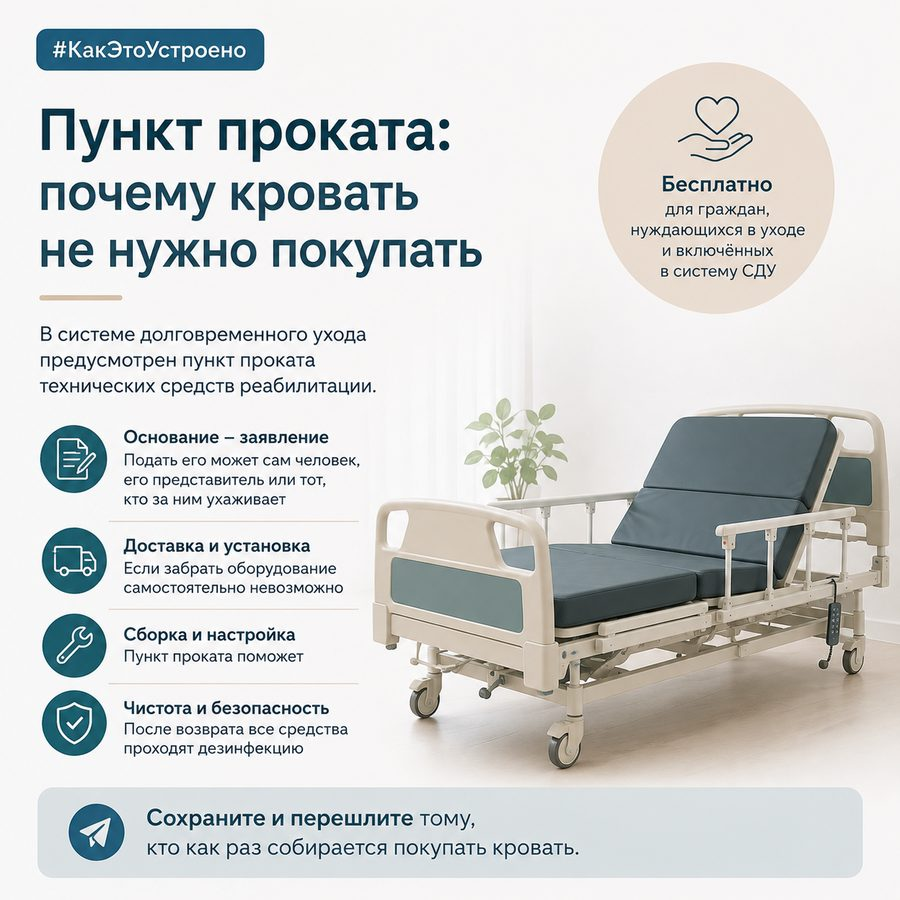 #КакЭтоУстроено
Пункт проката:
почему кровать
не нужно покупать
Бесплатно
для граждан,
нуждающихся в уходе
и включённых
в систему СДУ
В системе долговременного ухода
предусмотрен пункт проката
технических средств реабилитации.
Основание – заявление
Подать его может сам человек,
его представитель или тот,
кто за ним ухаживает
Доставка и установка
Если забрать оборудование
самостоятельно невозможно
Сборка и настройка
Пункт проката поможет
Чистота и безопасность
После возврата все средства
проходят дезинфекцию
Сохраните и перешлите тому,
кто как раз собирается покупать кровать.